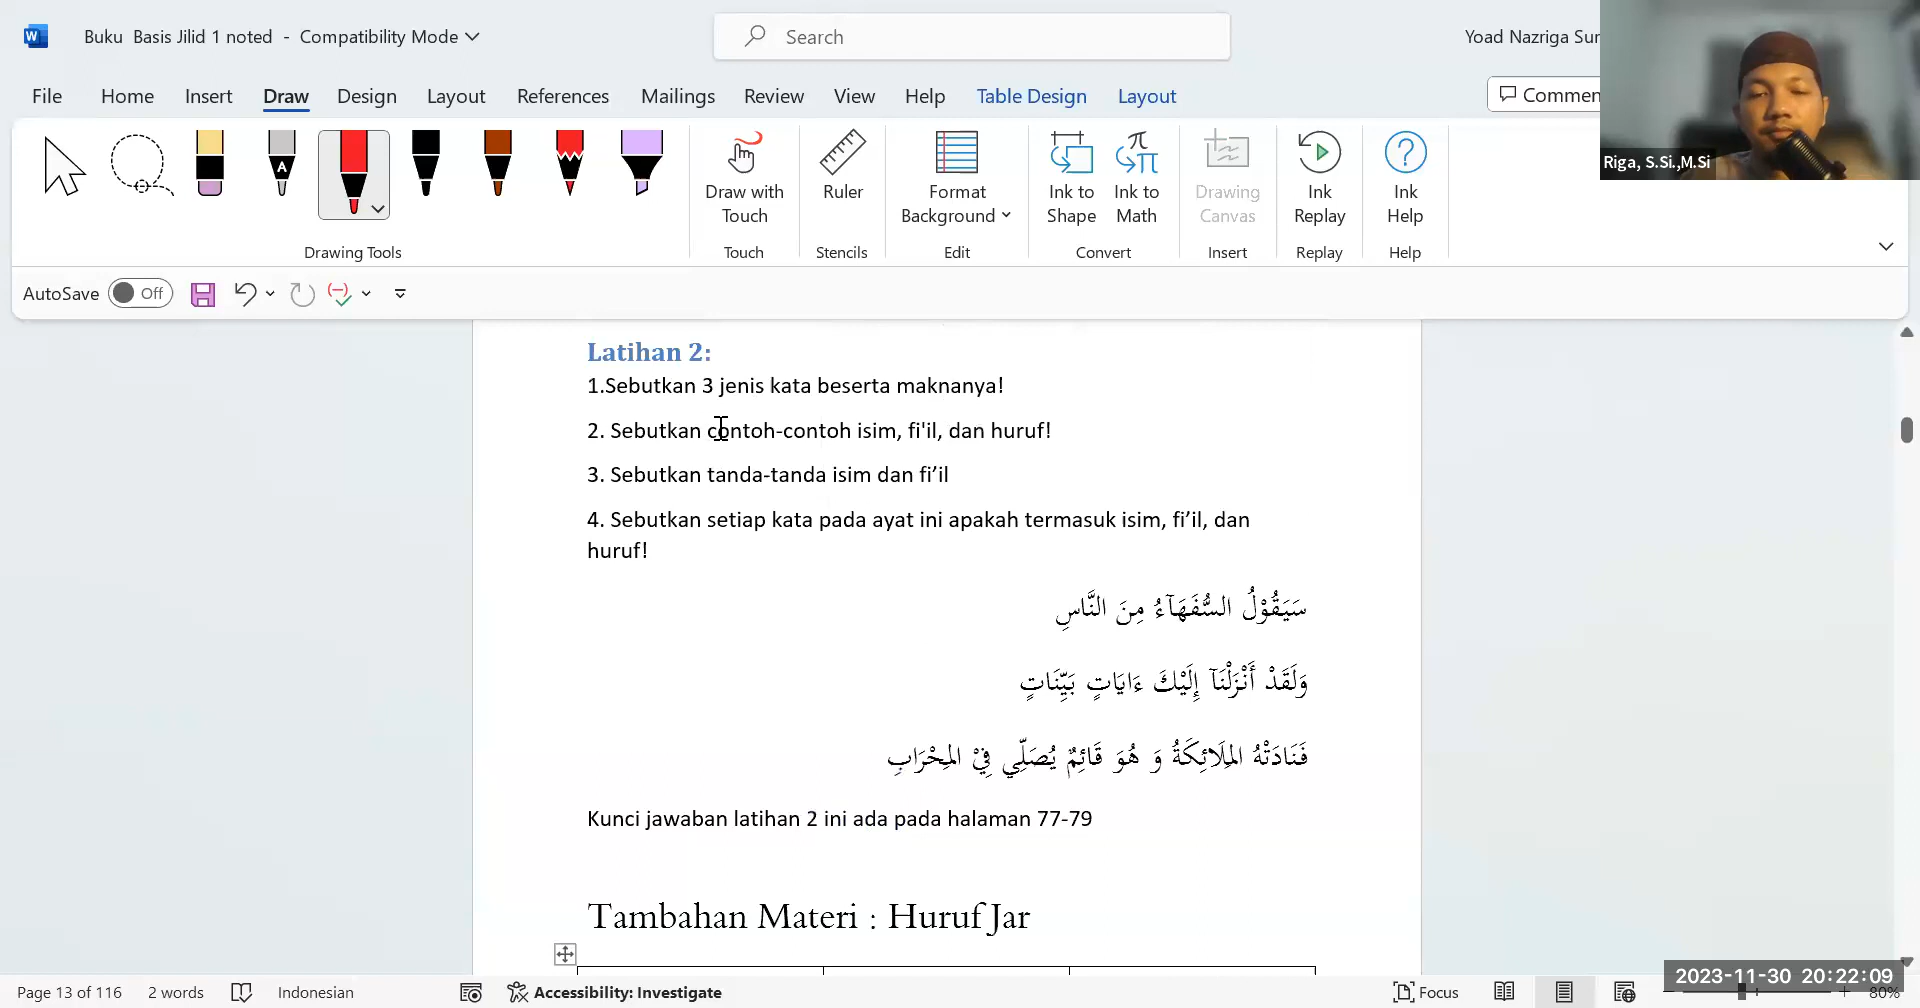 Buku Basis Jilid 1 noted - Compatibility Mode
Search
Yoad Nazriga
File Home Insert Draw Design Layout References Mailings Review View Help Table Design Layout
Riga, S.Si.,M.Si
A
Draw with Touch
Ruler
Format Background
Ink to Shape
Ink to Math
Drawing Canvas
Ink Replay
Ink Help
Drawing Tools Touch Stencils Edit Convert Insert Replay Help
AutoSave Off
Latihan 2:
1.Sebutkan 3 jenis kata beserta maknanya!
2. Sebutkan contoh-contoh isim, fi'il, dan huruf!
3. Sebutkan tanda-tanda isim dan fi’il
4. Sebutkan setiap kata pada ayat ini apakah termasuk isim, fi’il, dan
huruf!
سَيَقُوْلُ السُّفَهَآءُ مِنَ النَّاسِ
وَلَقَدْ أَنْزَلْنَآ إِلَيْكَ ءَايَاتٍ بَيِّنَاتٍ
فَنَادَتْهُ المِلَائِكَةُ وَ هُوَ قَائِمٌ يُصَلِّي فِيْ المِحْرَابِ
Kunci jawaban latihan 2 ini ada pada halaman 77-79
Tambahan Materi : Huruf Jar
Page 13 of 116 2 words Indonesian Accessibility: Investigate Focus 80%
2023-11-30 20:22:09